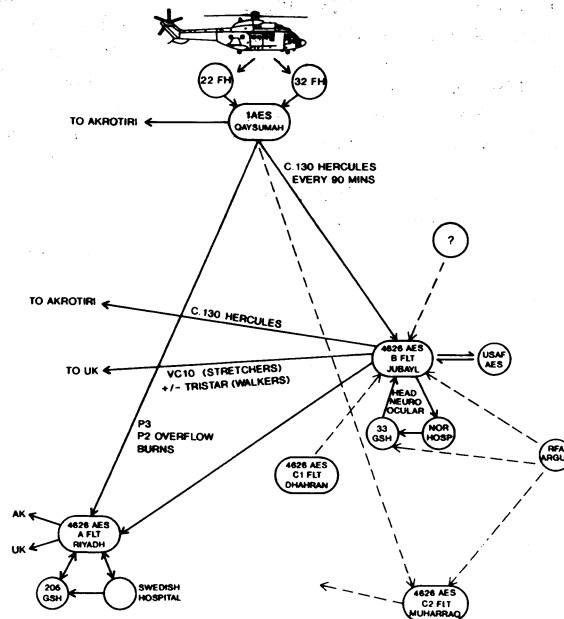 22 FH
32 FH
1AES
QAYSUMAH
TO AKROTIRI
C.130 HERCULES
EVERY 90 MINS
?
TO AKROTIRI
C.130 HERCULES
4626 AES
B FLT
JUBAYL
USAF
AES
TO UK
VC10 (STRETCHERS)
+/- TRISTAR (WALKERS)
HEAD
NEURO
OCULAR
33
GSH
NOR
HOSP
P3
P2 OVERFLOW
BURNS
4626 AES
C1 FLT
DHAHRAN
RFA
ARGU
AK
UK
4626 AES
A FLT
RIYADH
205
GSH
SWEDISH
HOSPITAL
4626 AES
C2 FLT
MUHARRAQ